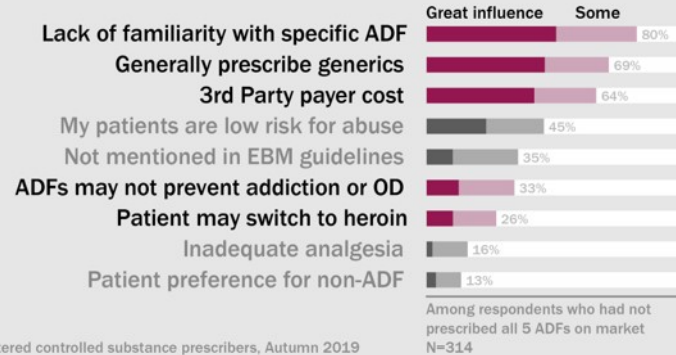 Great influence Some
Lack of familiarity with specific ADF 80%
Generally prescribe generics 69%
3rd Party payer cost 64%
My patients are low risk for abuse 45%
Not mentioned in EBM guidelines 35%
ADFs may not prevent addiction or OD 33%
Patient may switch to heroin 26%
Inadequate analgesia 16%
Patient preference for non-ADF 13%
Among respondents who had not
prescribed all 5 ADFs on market
tered controlled substance prescribers, Autumn 2019 N=314